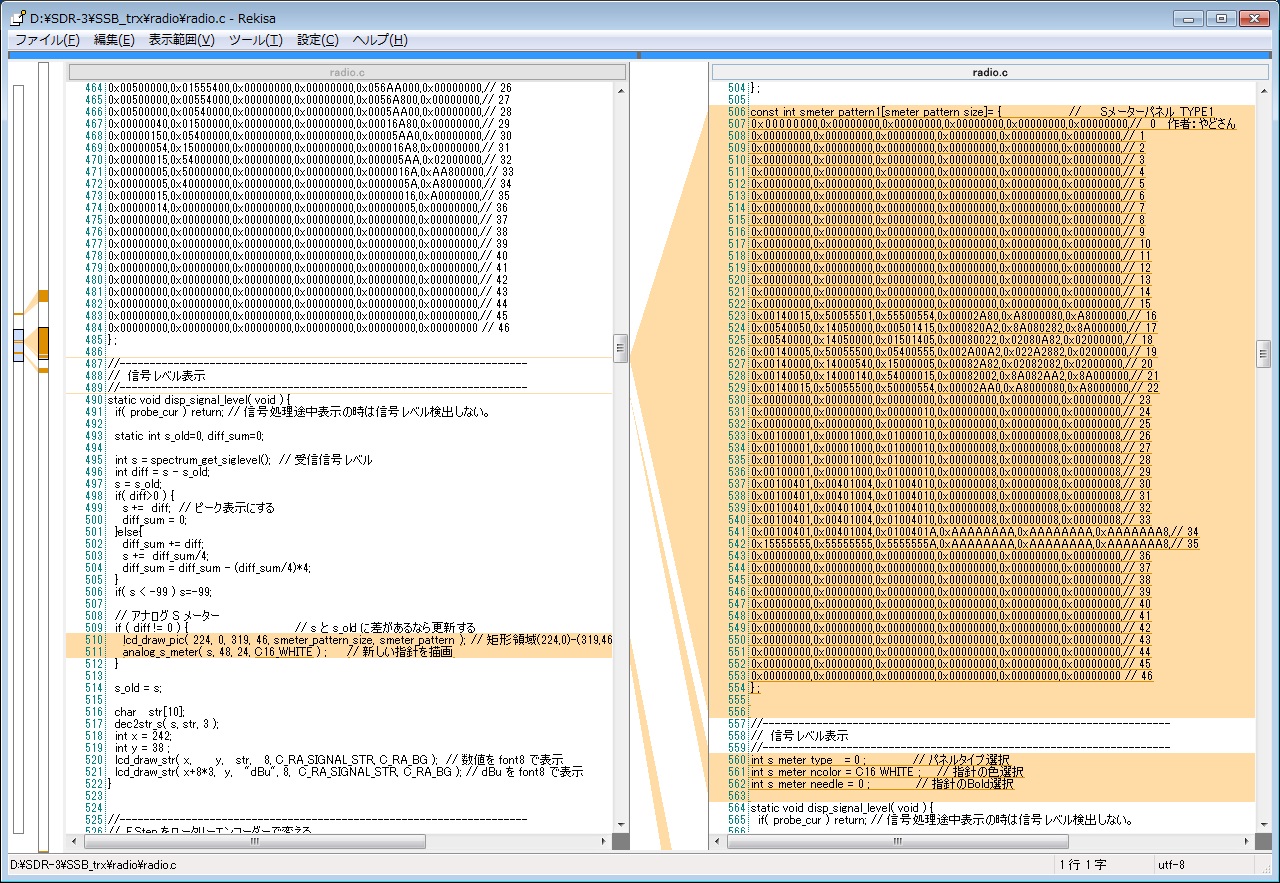 D:¥SDR-3¥SSB_trx¥radio¥radio.c - Rekisa
ファイル(F) 編集(E) 表示範囲(V) ツール(T) 設定(C) ヘルプ(H)
radio.c
464 0x00500000,0x01555400,0x00000000,0x00000000,0x056AA000,0x00000000,// 26
465 0x00500000,0x00554000,0x00000000,0x00000000,0x0056A800,0x00000000,// 27
466 0x00500000,0x00540000,0x00000000,0x00000000,0x0005AA00,0x00000000,// 28
467 0x00000040,0x01500000,0x00000000,0x00000000,0x00016A80,0x00000000,// 29
468 0x00000150,0x05400000,0x00000000,0x00000000,0x00005AA0,0x00000000,// 30
469 0x00000054,0x15000000,0x00000000,0x00000000,0x000016A8,0x00000000,// 31
470 0x00000015,0x54000000,0x00000000,0x00000000,0x000005AA,0x02000000,// 32
471 0x00000005,0x50000000,0x00000000,0x00000000,0x0000016A,0xAA800000,// 33
472 0x00000005,0x40000000,0x00000000,0x00000000,0x0000005A,0xA8000000,// 34
473 0x00000015,0x00000000,0x00000000,0x00000000,0x00000016,0xA0000000,// 35
474 0x00000014,0x00000000,0x00000000,0x00000000,0x00000005,0x00000000,// 36
475 0x00000000,0x00000000,0x00000000,0x00000000,0x00000000,0x00000000,// 37
476 0x00000000,0x00000000,0x00000000,0x00000000,0x00000000,0x00000000,// 38
477 0x00000000,0x00000000,0x00000000,0x00000000,0x00000000,0x00000000,// 39
478 0x00000000,0x00000000,0x00000000,0x00000000,0x00000000,0x00000000,// 40
479 0x00000000,0x00000000,0x00000000,0x00000000,0x00000000,0x00000000,// 41
480 0x00000000,0x00000000,0x00000000,0x00000000,0x00000000,0x00000000,// 42
481 0x00000000,0x00000000,0x00000000,0x00000000,0x00000000,0x00000000,// 43
482 0x00000000,0x00000000,0x00000000,0x00000000,0x00000000,0x00000000,// 44
483 0x00000000,0x00000000,0x00000000,0x00000000,0x00000000,0x00000000,// 45
484 0x00000000,0x00000000,0x00000000,0x00000000,0x00000000,0x00000000 // 46
485 };
486
487 //--------------------------------------------------------------------
488 // 信号レベル表示
489 //--------------------------------------------------------------------
490 static void disp_signal_level( void ) {
491 if( probe_cur ) return; // 信号処理途中表示の時は信号レベル検出しない。
492
493 static int s_old=0, diff_sum=0;
494
495 int s = spectrum_get_siglevel(); // 受信信号レベル
496 int diff = s - s_old;
497 s = s_old;
498 if( diff>0 ) {
499 s += diff; // ピーク表示にする
500 diff_sum = 0;
501 }else{
502 diff_sum += diff;
503 s += diff_sum/4;
504 diff_sum = diff_sum - (diff_sum/4)*4;
505 }
506 if( s < -99 ) s=-99;
507
508 // アナログ S メーター
509 if ( diff != 0 ) { // s と s_old に差があるなら更新する
510 lcd_draw_pic( 224, 0, 319, 46, smeter_pattern_size, smeter_pattern ); // 矩形領域(224,0)-(319,46
511 analog_s_meter( s, 48, 24, C16_WHITE ) ; // 新しい指針を描画
512 }
513
514 s_old = s;
515
516 char str[10];
517 dec2str_s( s, str, 3 );
518 int x = 242;
519 int y = 38 ;
520 lcd_draw_str( x, y, str, 8, C_RA_SIGNAL_STR, C_RA_BG ); // 数値を font8 で表示
521 lcd_draw_str( x+8*3, y, "dBu", 8, C_RA_SIGNAL_STR, C_RA_BG ); // dBu を font8 で表示
522 }
523
524
525 //--------------------------------------------------------------------
526 // F.Step をロータリーエンコーダーで変える
radio.c
504 };
505
506 const int smeter_pattern1[smeter_pattern_size]= { // Sメーターパネル TYPE1
507 0x00000000,0x00000000,0x00000000,0x00000000,0x00000000,0x00000000,// 0 作者：やどさん
508 0x00000000,0x00000000,0x00000000,0x00000000,0x00000000,0x00000000,// 1
509 0x00000000,0x00000000,0x00000000,0x00000000,0x00000000,0x00000000,// 2
510 0x00000000,0x00000000,0x00000000,0x00000000,0x00000000,0x00000000,// 3
511 0x00000000,0x00000000,0x00000000,0x00000000,0x00000000,0x00000000,// 4
512 0x00000000,0x00000000,0x00000000,0x00000000,0x00000000,0x00000000,// 5
513 0x00000000,0x00000000,0x00000000,0x00000000,0x00000000,0x00000000,// 6
514 0x00000000,0x00000000,0x00000000,0x00000000,0x00000000,0x00000000,// 7
515 0x00000000,0x00000000,0x00000000,0x00000000,0x00000000,0x00000000,// 8
516 0x00000000,0x00000000,0x00000000,0x00000000,0x00000000,0x00000000,// 9
517 0x00000000,0x00000000,0x00000000,0x00000000,0x00000000,0x00000000,// 10
518 0x00000000,0x00000000,0x00000000,0x00000000,0x00000000,0x00000000,// 11
519 0x00000000,0x00000000,0x00000000,0x00000000,0x00000000,0x00000000,// 12
520 0x00000000,0x00000000,0x00000000,0x00000000,0x00000000,0x00000000,// 13
521 0x00000000,0x00000000,0x00000000,0x00000000,0x00000000,0x00000000,// 14
522 0x00000000,0x00000000,0x00000000,0x00000000,0x00000000,0x00000000,// 15
523 0x00140015,0x50055501,0x55500554,0x00002A80,0xA8000080,0xA8000000,// 16
524 0x00540050,0x14050000,0x00501415,0x000820A2,0x8A080282,0x8A000000,// 17
525 0x00140000,0x54050000,0x01501405,0x00080022,0x02080A82,0x02000000,// 18
526 0x00140005,0x50055500,0x05400555,0x002A00A2,0x022A2882,0x02000000,// 19
527 0x00140000,0x14000540,0x15000005,0x00082A82,0x02082082,0x02000000,// 20
528 0x00140050,0x14000140,0x54000015,0x00082002,0x8A082AA2,0x8A000000,// 21
529 0x00140015,0x50055500,0x50000554,0x00002AA0,0xA8000080,0xA8000000,// 22
530 0x00000000,0x00000000,0x00000000,0x00000000,0x00000000,0x00000000,// 23
531 0x00000000,0x00000000,0x00000000,0x00000000,0x00000000,0x00000000,// 24
532 0x00000000,0x00000000,0x00000000,0x00000000,0x00000000,0x00000000,// 25
533 0x00100001,0x00001000,0x01000010,0x00000008,0x00000008,0x00000008,// 26
534 0x00100001,0x00001000,0x01000010,0x00000008,0x00000008,0x00000008,// 27
535 0x00100001,0x00001000,0x01000010,0x00000008,0x00000008,0x00000008,// 28
536 0x00100001,0x00001000,0x01000010,0x00000008,0x00000008,0x00000008,// 29
537 0x00100401,0x00401004,0x01004010,0x00000008,0x00000008,0x00000008,// 30
538 0x00100401,0x00401004,0x01004010,0x00000008,0x00000008,0x00000008,// 31
539 0x00100401,0x00401004,0x01004010,0x00000008,0x00000008,0x00000008,// 32
540 0x00100401,0x00401004,0x01004010,0x00000008,0x00000008,0x00000008,// 33
541 0x00100401,0x00401004,0x0100401A,0xAAAAAAAA,0xAAAAAAAA,0xAAAAAAA8,// 34
542 0x15555555,0x55555555,0x5555555A,0xAAAAAAAA,0xAAAAAAAA,0xAAAAAAA8,// 35
543 0x00000000,0x00000000,0x00000000,0x00000000,0x00000000,0x00000000,// 36
544 0x00000000,0x00000000,0x00000000,0x00000000,0x00000000,0x00000000,// 37
545 0x00000000,0x00000000,0x00000000,0x00000000,0x00000000,0x00000000,// 38
546 0x00000000,0x00000000,0x00000000,0x00000000,0x00000000,0x00000000,// 39
547 0x00000000,0x00000000,0x00000000,0x00000000,0x00000000,0x00000000,// 40
548 0x00000000,0x00000000,0x00000000,0x00000000,0x00000000,0x00000000,// 41
549 0x00000000,0x00000000,0x00000000,0x00000000,0x00000000,0x00000000,// 42
550 0x00000000,0x00000000,0x00000000,0x00000000,0x00000000,0x00000000,// 43
551 0x00000000,0x00000000,0x00000000,0x00000000,0x00000000,0x00000000,// 44
552 0x00000000,0x00000000,0x00000000,0x00000000,0x00000000,0x00000000,// 45
553 0x00000000,0x00000000,0x00000000,0x00000000,0x00000000,0x00000000 // 46
554 };
555
556
557 //--------------------------------------------------------------------
558 // 信号レベル表示
559 //--------------------------------------------------------------------
560 int s_meter_type = 0 ; // パネルタイプ選択
561 int s_meter_ncolor = C16_WHITE ; // 指針の色選択
562 int s_meter_needle = 0 ; // 指針のBold選択
563
564 static void disp_signal_level( void ) {
565 if( probe_cur ) return; // 信号処理途中表示の時は信号レベル検出しない。
566
D:¥SDR-3¥SSB_trx¥radio¥radio.c 1 行 1 字 utf-8